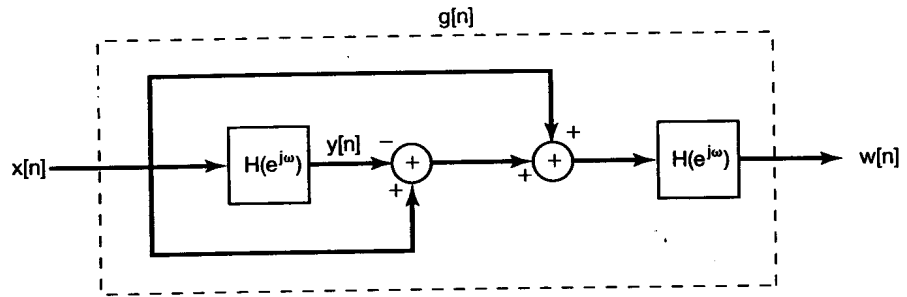 g[n]
x[n]
H(e^{jω})
y[n]
−
+
+
+
+
+
H(e^{jω})
w[n]